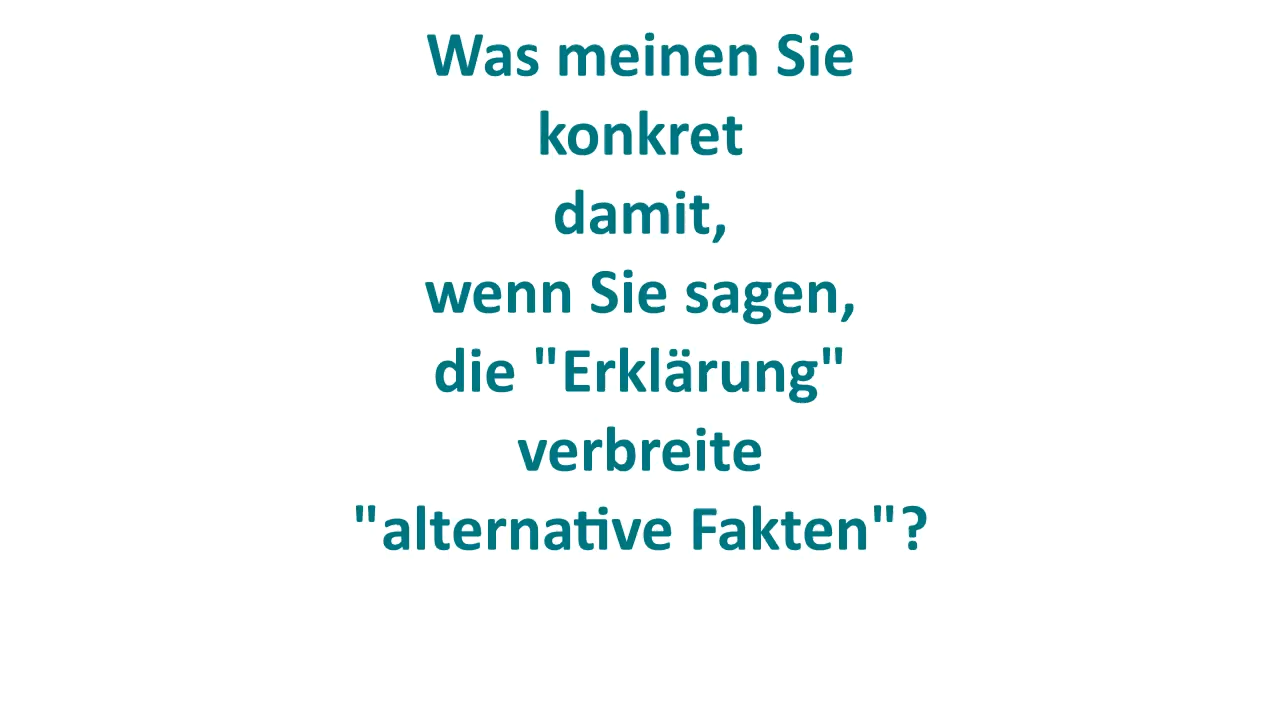 Was meinen Sie
konkret
damit,
wenn Sie sagen,
die "Erklärung"
verbreite
"alternative Fakten"?